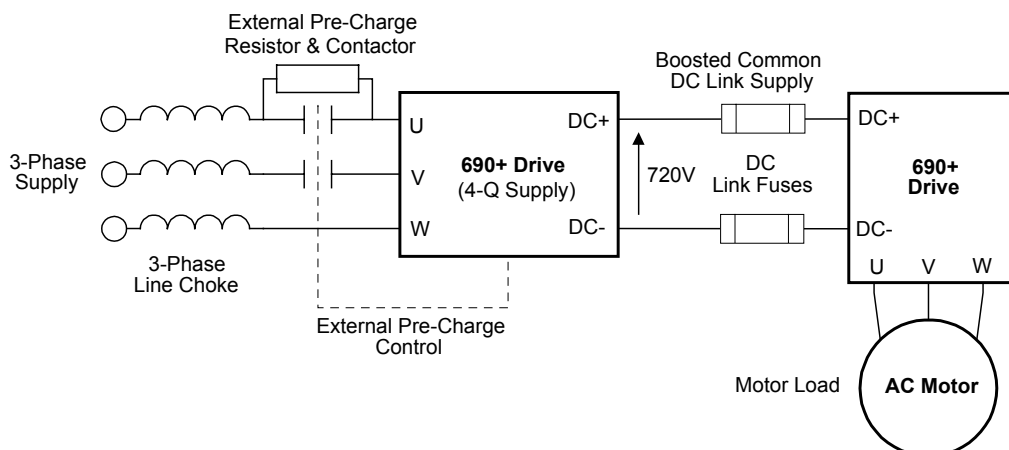 External Pre-Charge
Resistor & Contactor
3-Phase
Supply
3-Phase
Line Choke
External Pre-Charge
Control
U
V
W
690+ Drive
(4-Q Supply)
DC+
DC-
720V
Boosted Common
DC Link Supply
DC
Link Fuses
DC+
690+
Drive
DC-
U V W
Motor Load
AC Motor